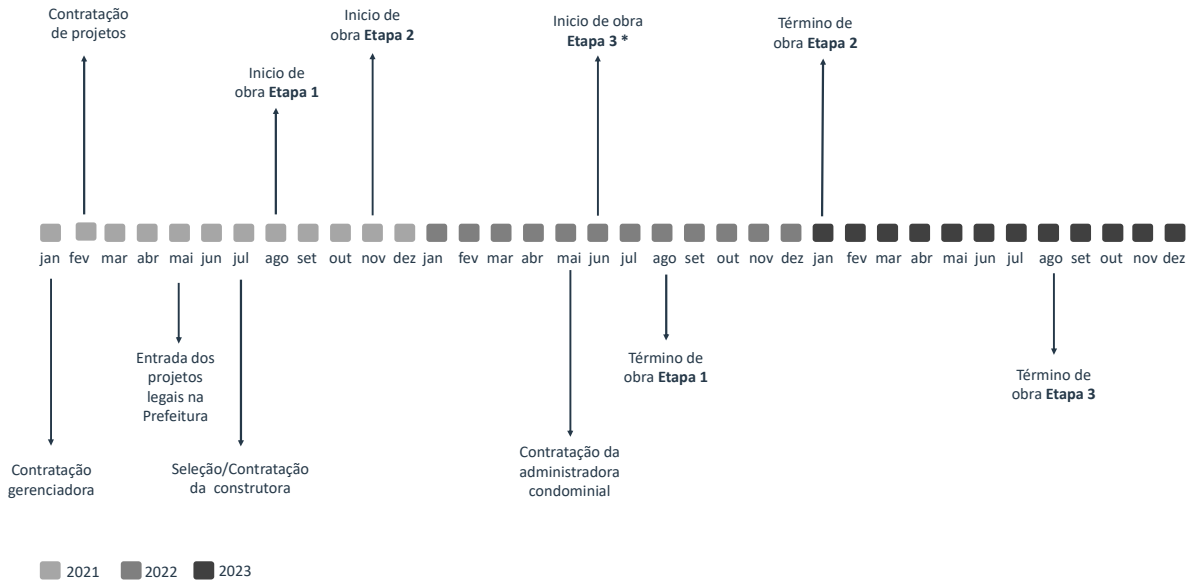 Contratação
de projetos
Inicio de
obra Etapa 1
Inicio de
obra Etapa 2
Inicio de obra
Etapa 3 *
Término de
obra Etapa 2
jan fev mar abr mai jun jul ago set out nov dez jan fev mar abr mai jun jul ago set out nov dez jan fev mar abr mai jun jul ago set out nov dez
Contratação
gerenciadora
Entrada dos
projetos
legais na
Prefeitura
Seleção/Contratação
da construtora
Contratação da
administradora
condominial
Término de
obra Etapa 1
Término de
obra Etapa 3
2021 2022 2023